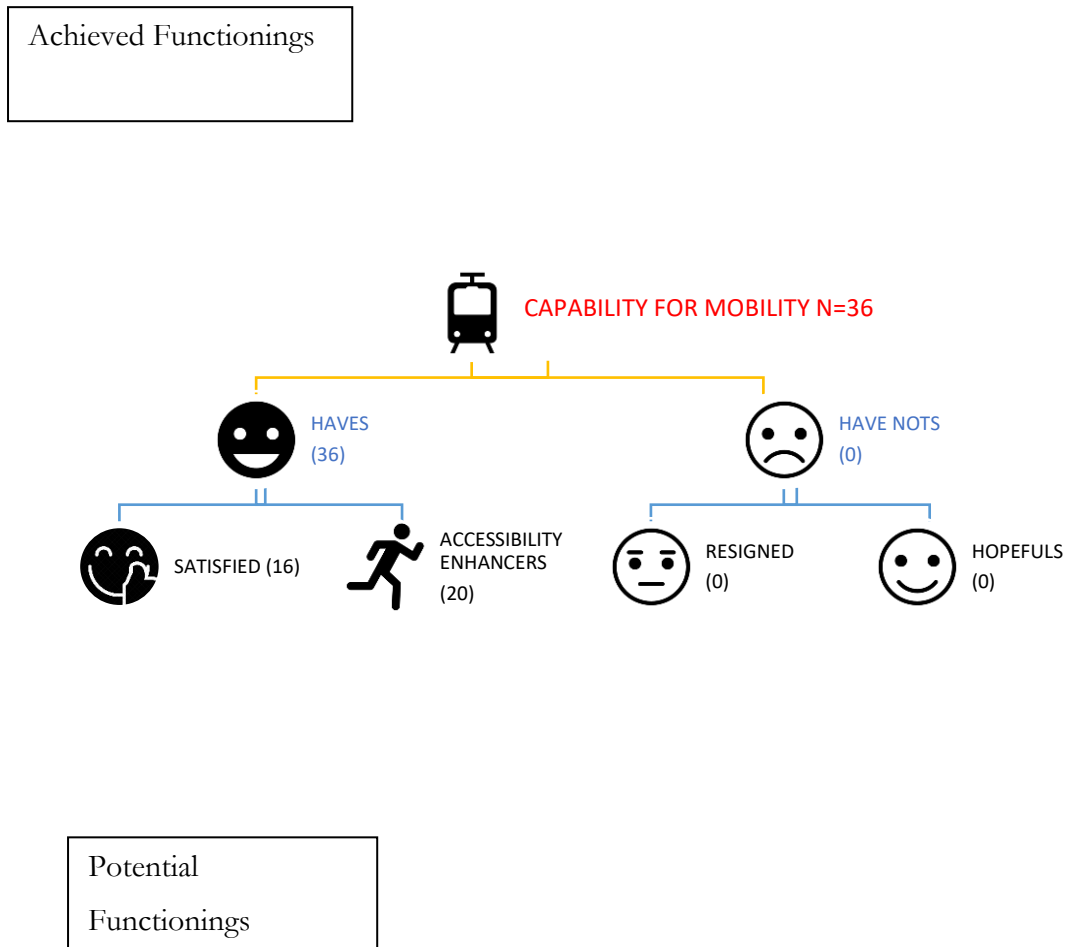 Achieved Functionings
CAPABILITY FOR MOBILITY N=36
HAVES
(36)
HAVE NOTS
(0)
SATISFIED (16)
ACCESSIBILITY
ENHANCERS
(20)
RESIGNED
(0)
HOPEFULS
(0)
Potential
Functionings